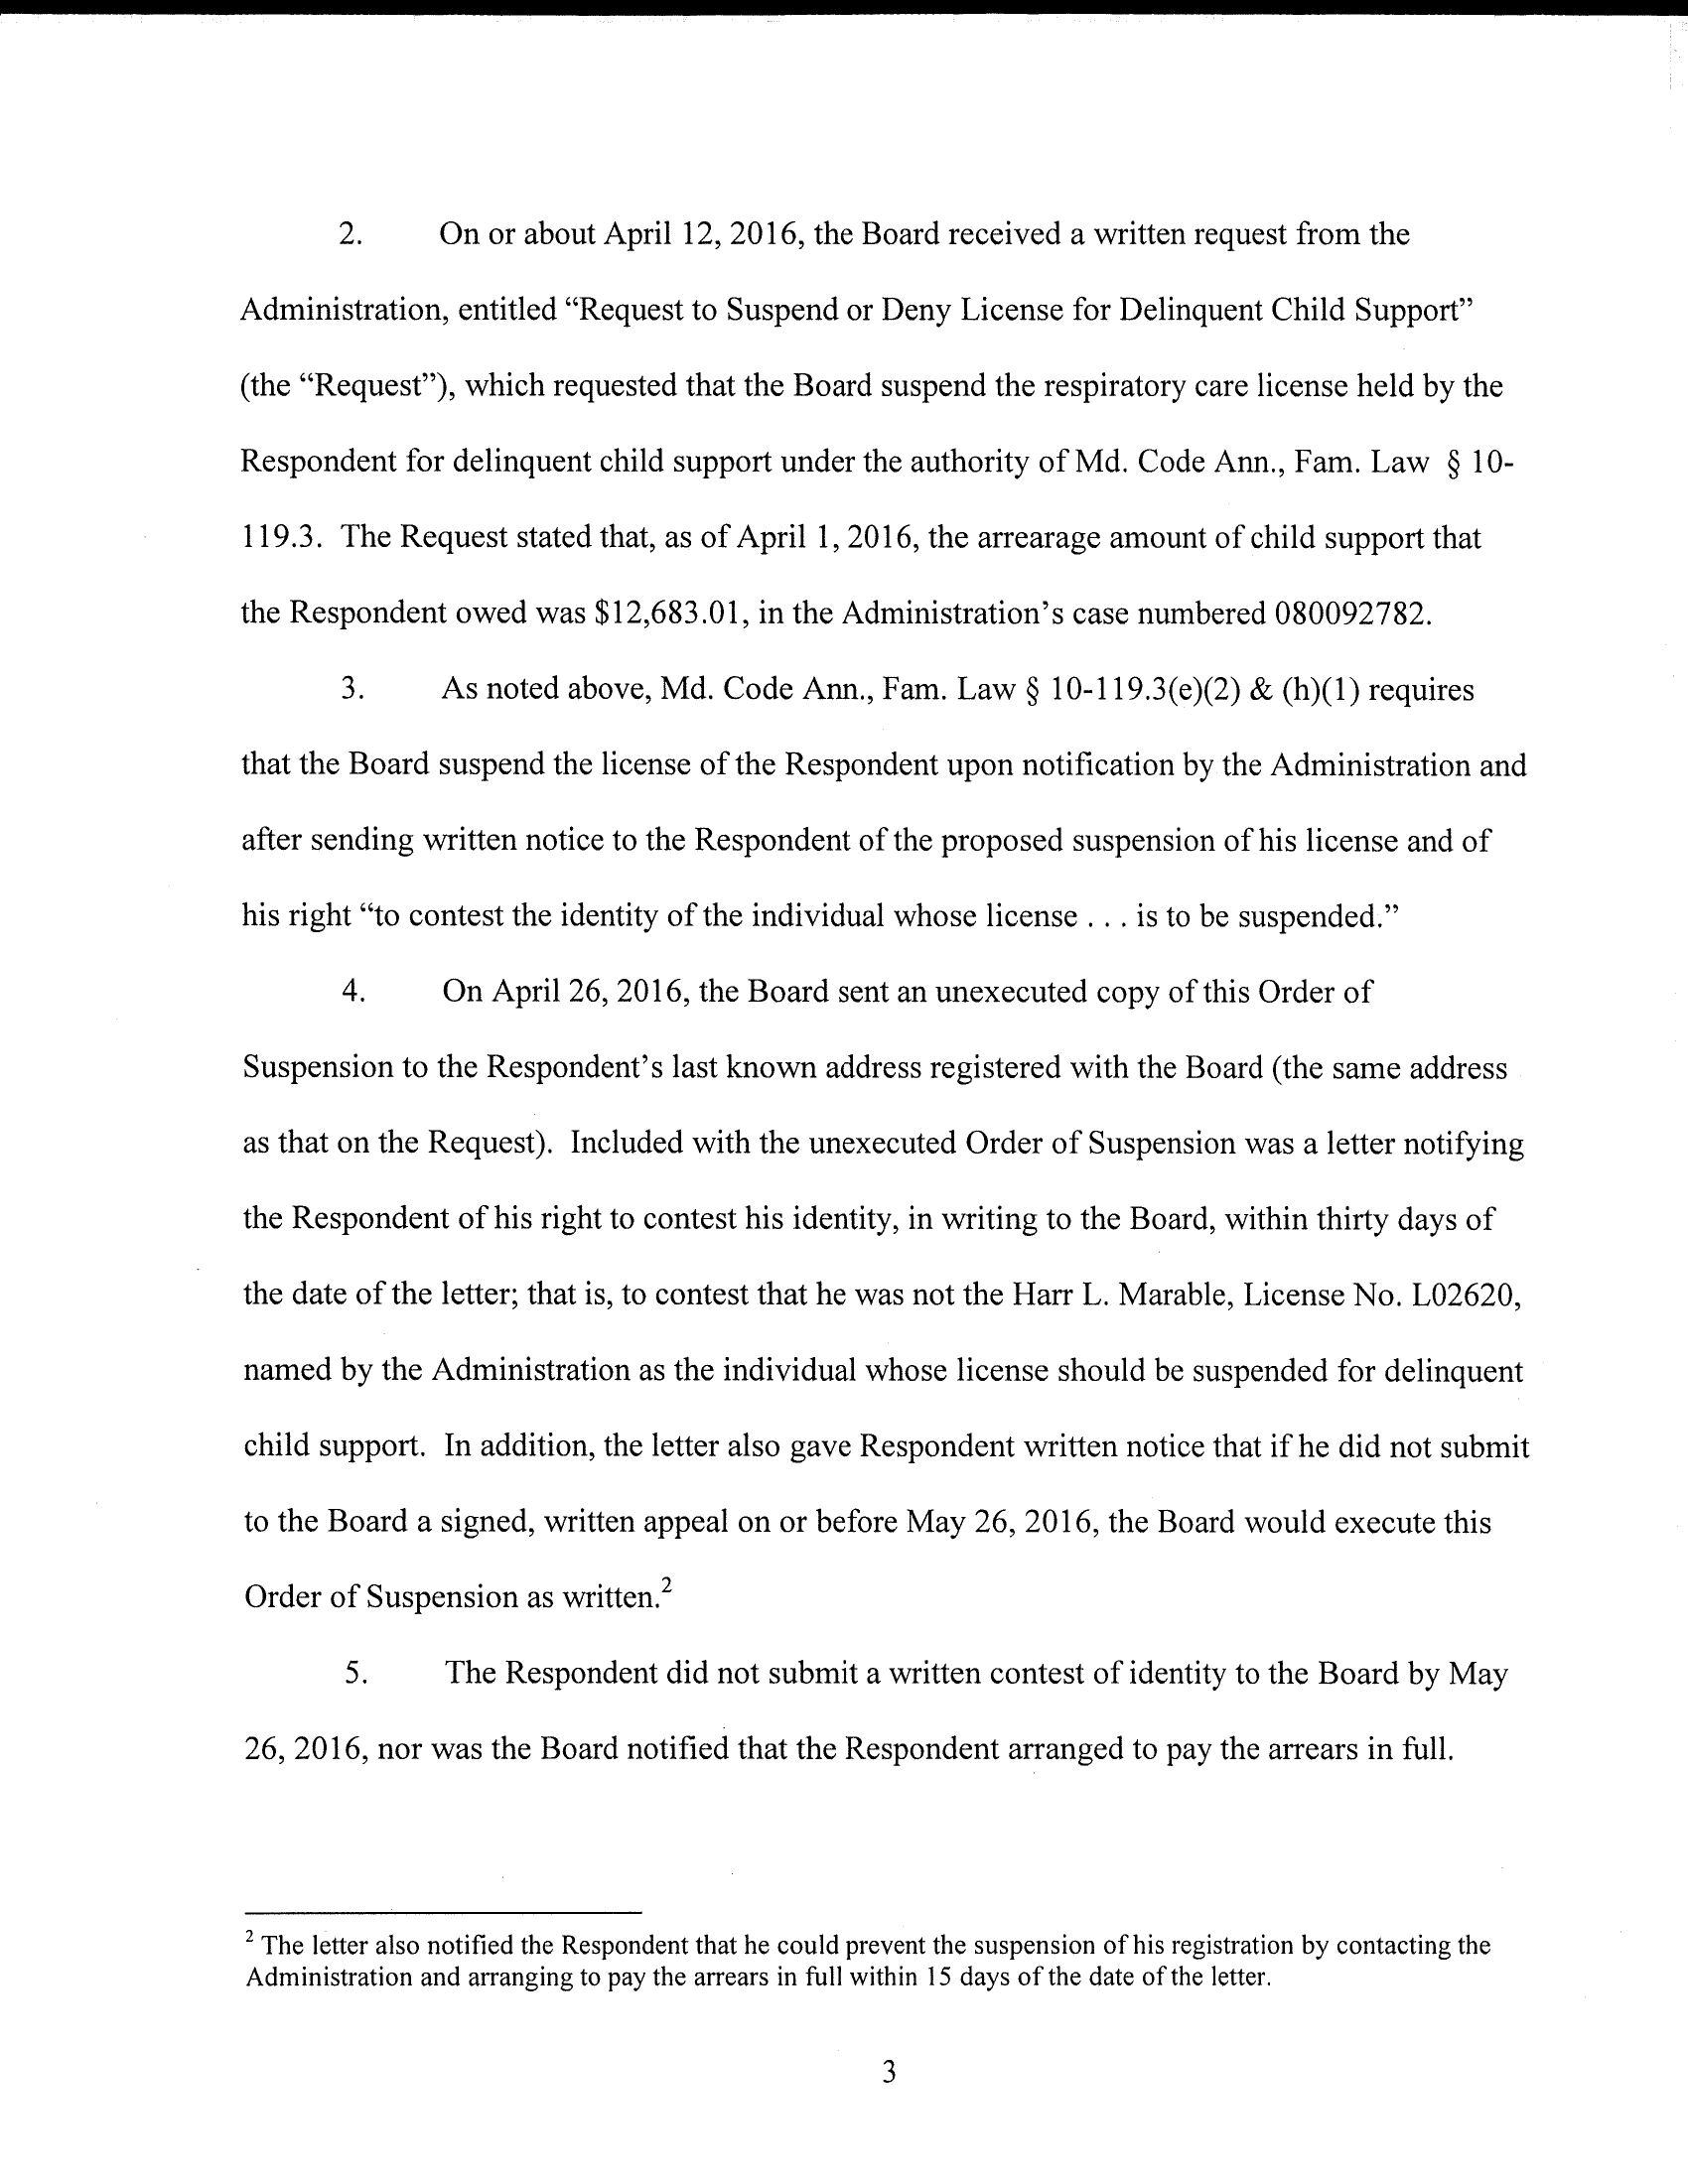 2. On or about April 12, 2016, the Board received a written request from the
Administration, entitled “Request to Suspend or Deny License for Delinquent Child Support”
(the “Request”), which requested that the Board suspend the respiratory care license held by the
Respondent for delinquent child support under the authority of Md. Code Ann., Fam. Law § 10-
119.3. The Request stated that, as of April 1, 2016, the arrearage amount of child support that
the Respondent owed was $12,683.01, in the Administration’s case numbered 080092782.
3. As noted above, Md. Code Ann., Fam. Law § 10-119.3(e)(2) & (h)(1) requires
that the Board suspend the license of the Respondent upon notification by the Administration and
after sending written notice to the Respondent of the proposed suspension of his license and of
his right “to contest the identity of the individual whose license . . . is to be suspended.”
4. On April 26, 2016, the Board sent an unexecuted copy of this Order of
Suspension to the Respondent’s last known address registered with the Board (the same address
as that on the Request). Included with the unexecuted Order of Suspension was a letter notifying
the Respondent of his right to contest his identity, in writing to the Board, within thirty days of
the date of the letter; that is, to contest that he was not the Harr L. Marable, License No. L02620,
named by the Administration as the individual whose license should be suspended for delinquent
child support. In addition, the letter also gave Respondent written notice that if he did not submit
to the Board a signed, written appeal on or before May 26, 2016, the Board would execute this
Order of Suspension as written.2
5. The Respondent did not submit a written contest of identity to the Board by May
26, 2016, nor was the Board notified that the Respondent arranged to pay the arrears in full.
2 The letter also notified the Respondent that he could prevent the suspension of his registration by contacting the
Administration and arranging to pay the arrears in full within 15 days of the date of the letter.
3